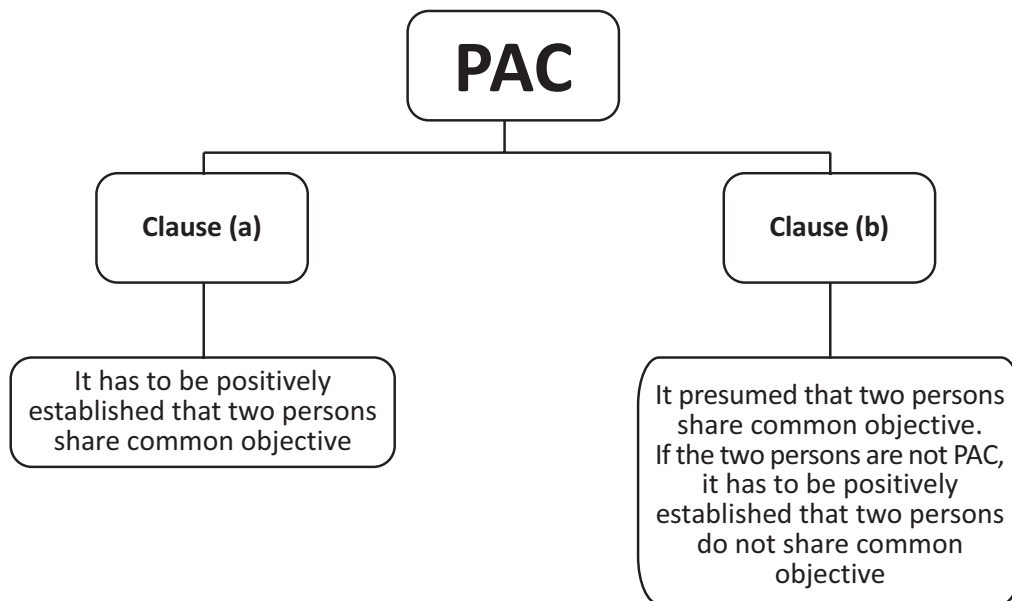 PAC
Clause (a)
Clause (b)
It has to be positively
established that two persons
share common objective
It presumed that two persons
share common objective.
If the two persons are not PAC,
it has to be positively
established that two persons
do not share common
objective